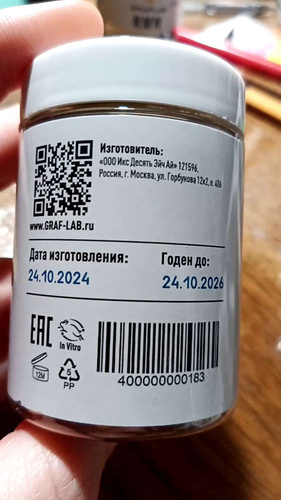 Изготовитель:
«ООО Икс Десять Эйч Ай» 121596,
Россия, г. Москва, ул. Горбунова 12к2, п. 406
www.GRAF-LAB.ru
Дата изготовления:
Годен до:
24.10.2024
24.10.2026
EAC
In Vitro
12M
5
PP
400000000183